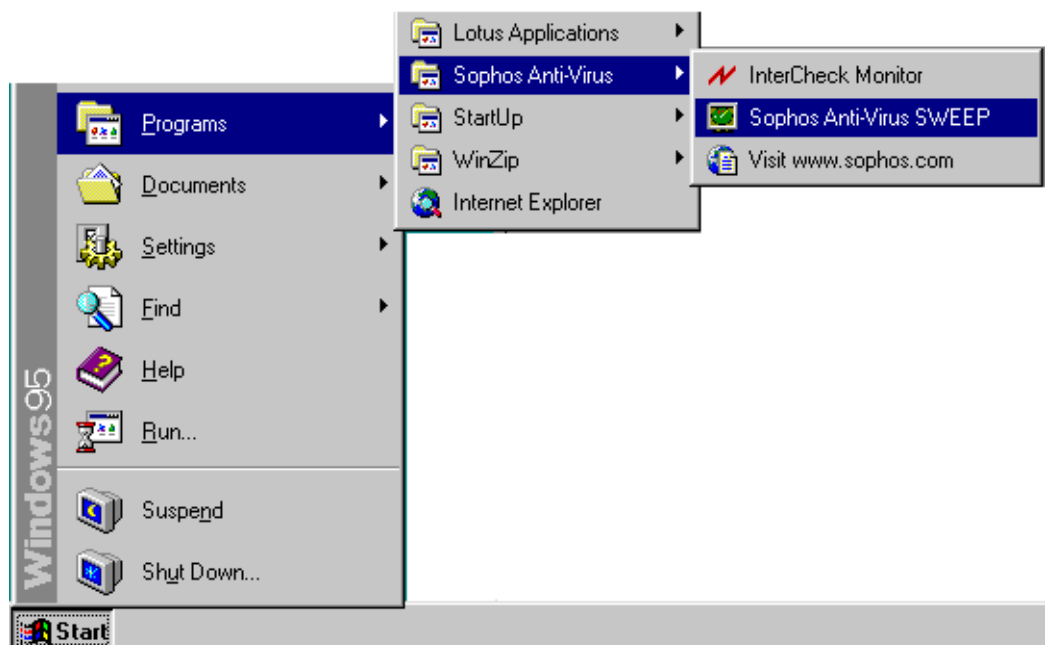 Lotus Applications
Sophos Anti-Virus
StartUp
WinZip
Internet Explorer
InterCheck Monitor
Sophos Anti-Virus SWEEP
Visit www.sophos.com
Programs
Documents
Settings
Find
Help
Run...
Suspend
Shut Down...
Windows95
Start